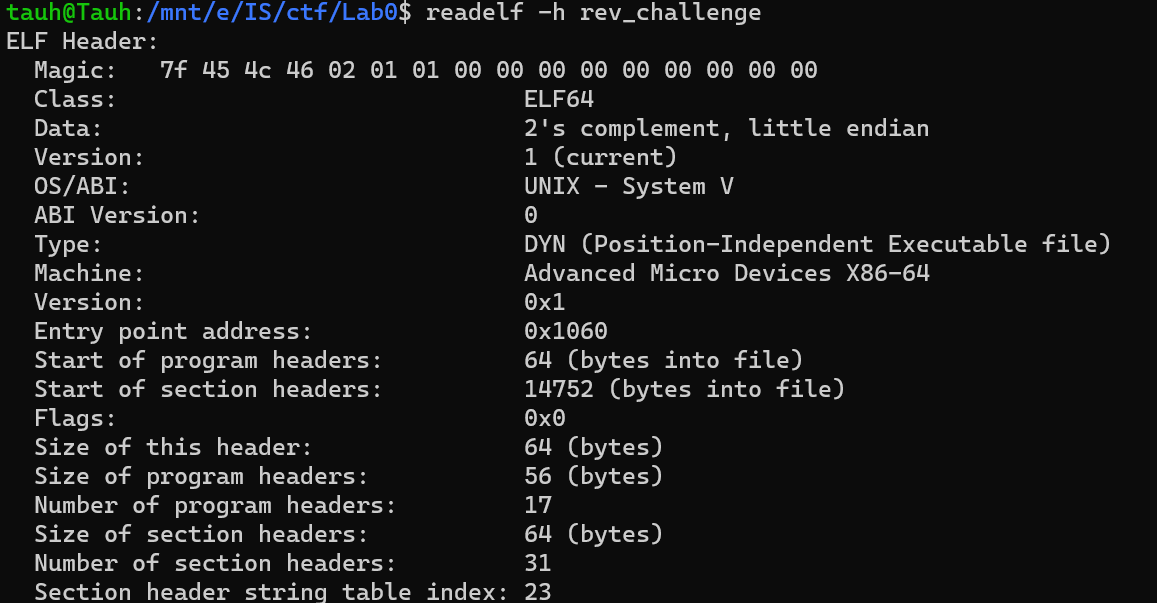 tauh@Tauh:/mnt/e/IS/ctf/Lab0$ readelf -h rev_challenge
ELF Header:
  Magic:   7f 45 4c 46 02 01 01 00 00 00 00 00 00 00 00 00
  Class:                             ELF64
  Data:                              2's complement, little endian
  Version:                           1 (current)
  OS/ABI:                            UNIX - System V
  ABI Version:                       0
  Type:                              DYN (Position-Independent Executable file)
  Machine:                           Advanced Micro Devices X86-64
  Version:                           0x1
  Entry point address:               0x1060
  Start of program headers:          64 (bytes into file)
  Start of section headers:          14752 (bytes into file)
  Flags:                             0x0
  Size of this header:               64 (bytes)
  Size of program headers:           56 (bytes)
  Number of program headers:         17
  Size of section headers:           64 (bytes)
  Number of section headers:         31
  Section header string table index: 23